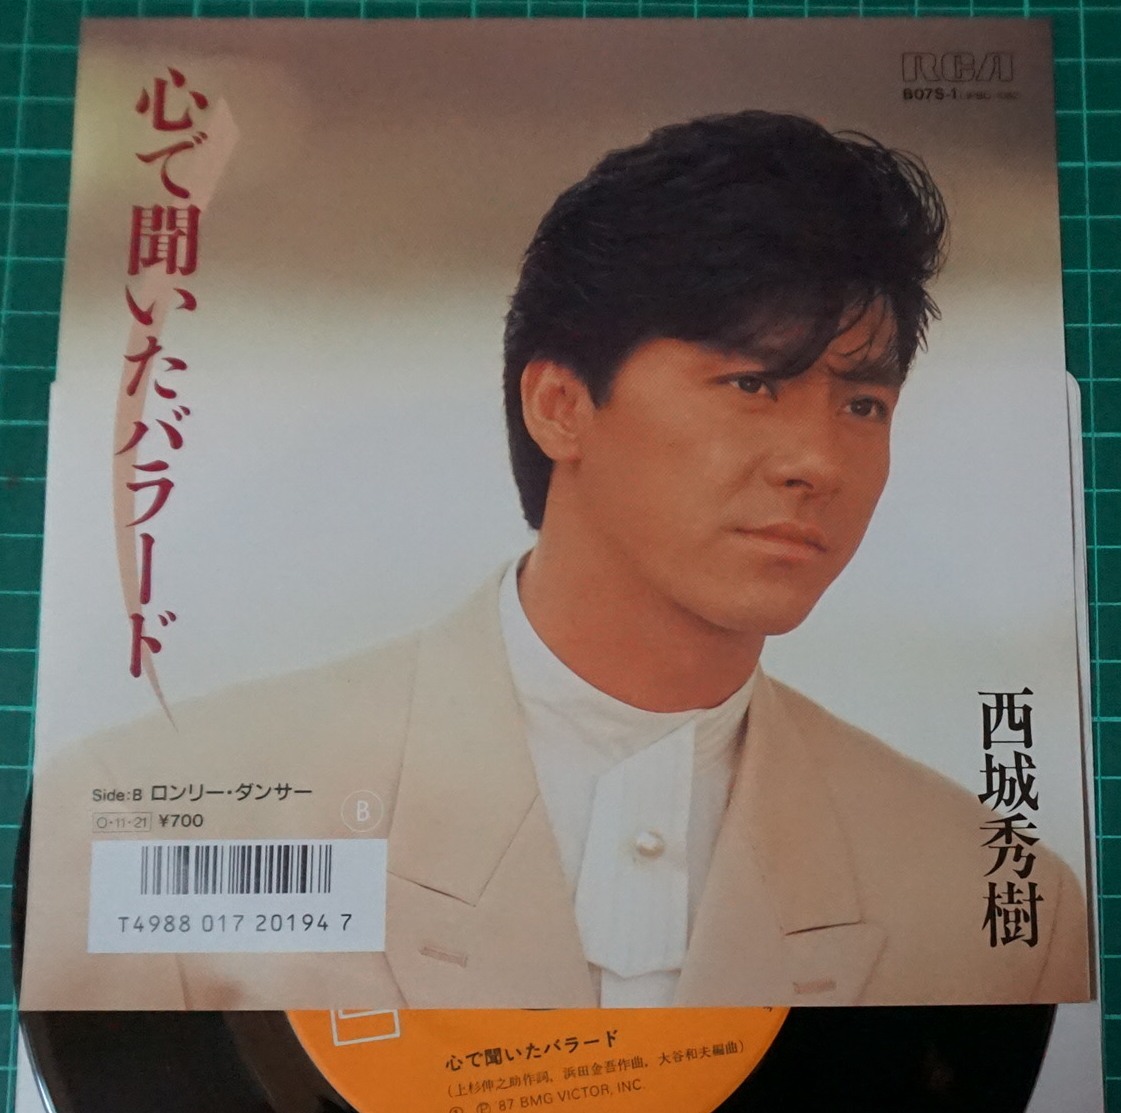 心で聞いたバラード
RCA
B07S-1
西城秀樹
Side:B ロンリー・ダンサー
B
O-11-21 ¥700
T4988 017 20194 7
心で聞いたバラード
(上杉伸之助作詞, 浜田金吾作曲, 大谷和夫編曲)
Ⓟ 87 BMG VICTOR, INC.